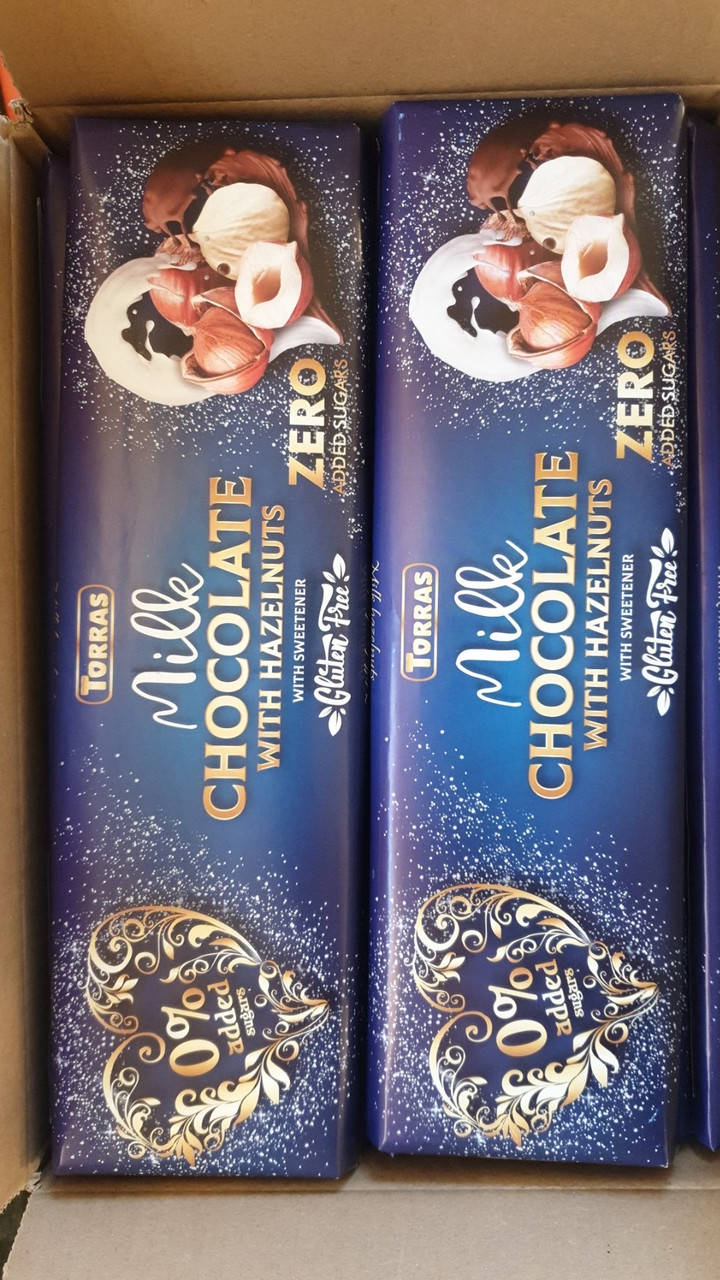 TORRAS
Milk
CHOCOLATE
WITH HAZELNUTS
WITH SWEETENER
Gluten Free
ZERO
ADDED SUGARS
0%
added
sugars
TORRAS
Milk
CHOCOLATE
WITH HAZELNUTS
WITH SWEETENER
Gluten Free
ZERO
ADDED SUGARS
0%
added
sugars